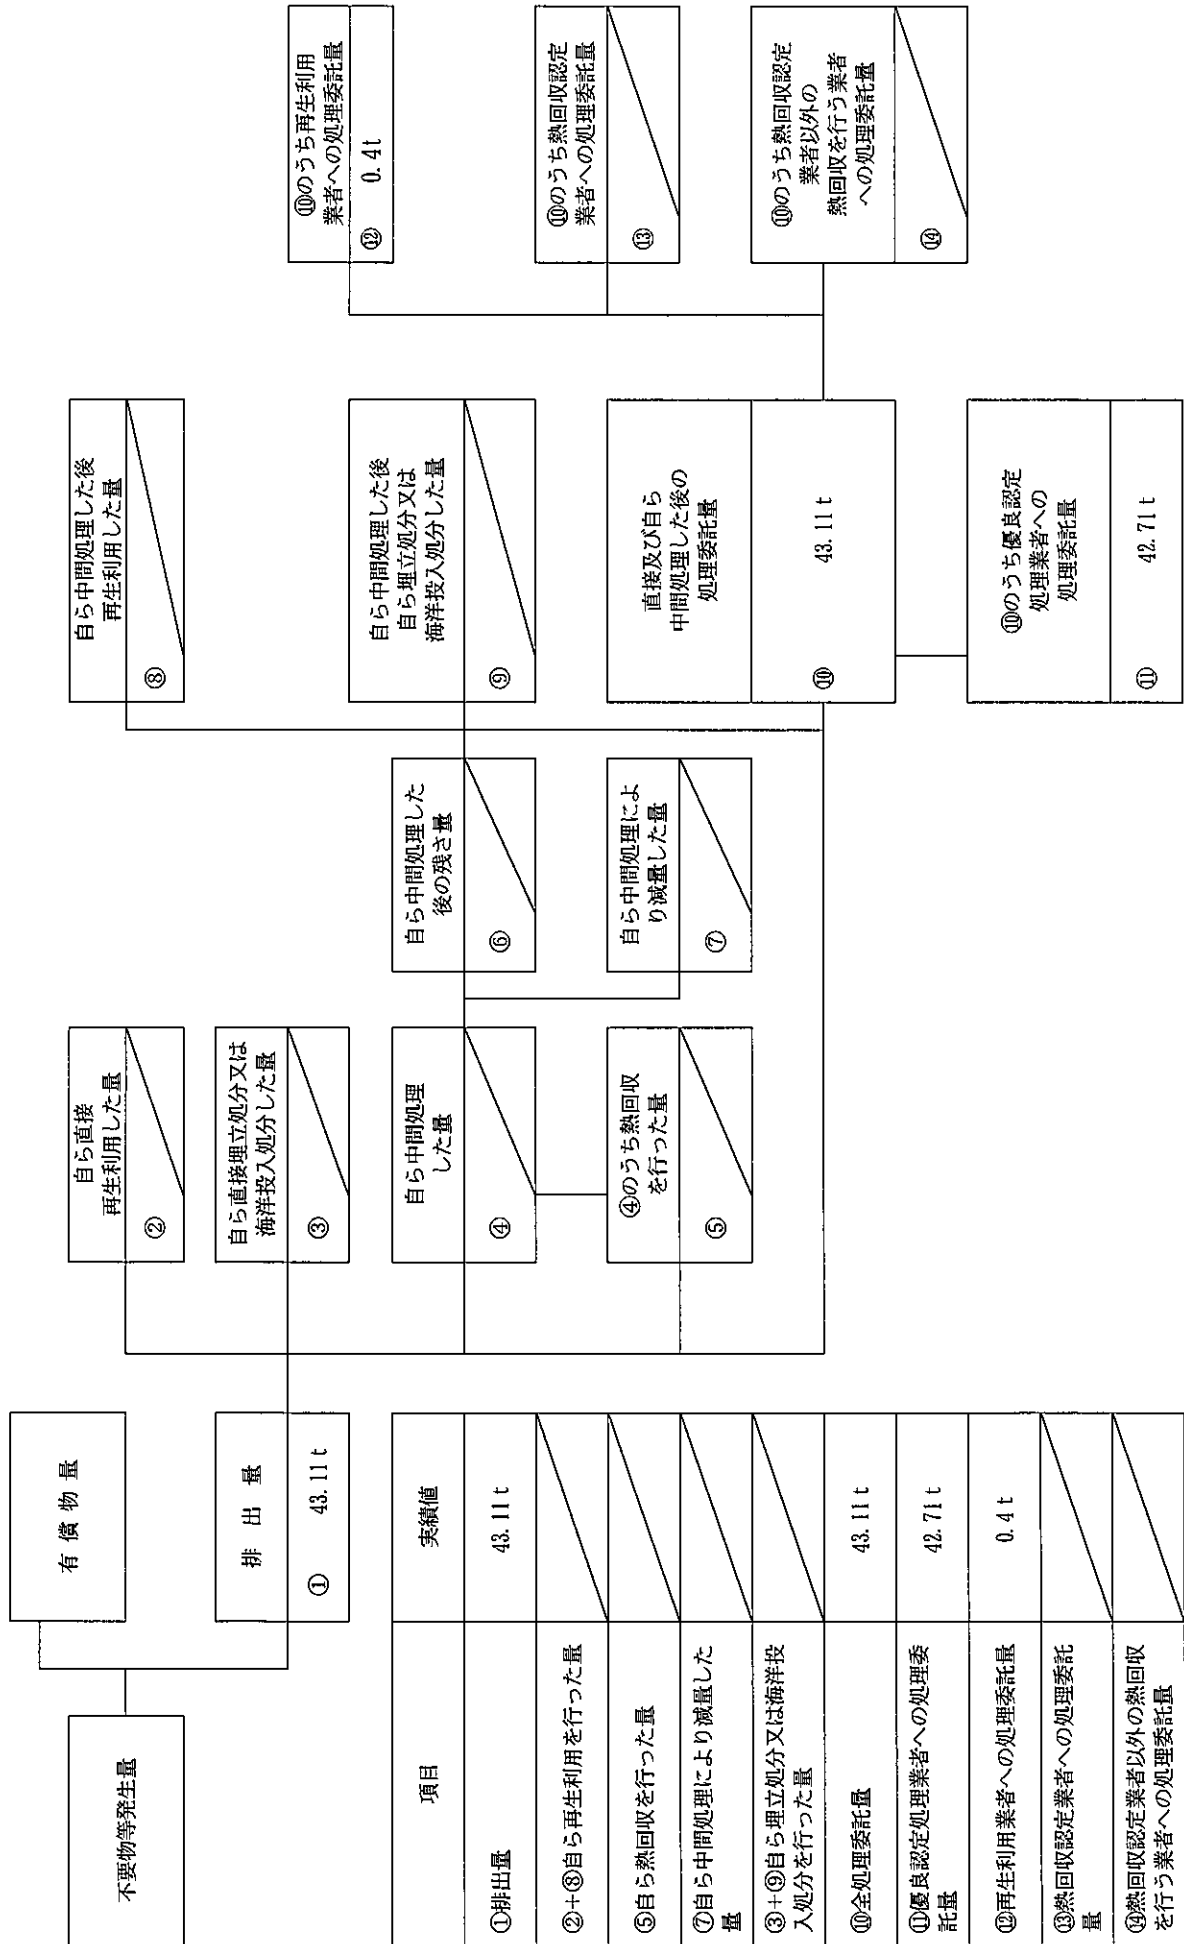 不要物等発生量
有償物量
排出量
① 43.11t
自ら直接
再生利用した量
②
自ら直接埋立処分又は
海洋投入処分した量
③
自ら中間処理
した量
④
④のうち熱回収
を行った量
⑤
自ら中間処理した
後の残さ量
⑥
自ら中間処理によ
り減量した量
⑦
自ら中間処理した後
再生利用した量
⑧
自ら中間処理した後
自ら埋立処分又は
海洋投入処分した量
⑨
直接及び自ら
中間処理した後の
処理委託量
⑩ 43.11t
⑩のうち優良認定
処理業者への
処理委託量
⑪ 42.71t
⑩のうち再生利用
業者への処理委託量
⑫ 0.4t
⑩のうち熱回収認定
業者への処理委託量
⑬
⑩のうち熱回収認定
業者以外の
熱回収を行う業者
への処理委託量
⑭
項目 実績値
①排出量 43.11t
②+⑧自ら再生利用を行った量
⑤自ら熱回収を行った量
⑦自ら中間処理により減量した
量
③+⑨自ら埋立処分又は海洋投
入処分を行った量
⑩全処理委託量 43.11t
⑪優良認定処理業者への処理委
託量 42.71t
⑫再生利用業者への処理委託量 0.4t
⑬熱回収認定業者への処理委託
量
⑭熱回収認定業者以外の熱回収
を行う業者への処理委託量